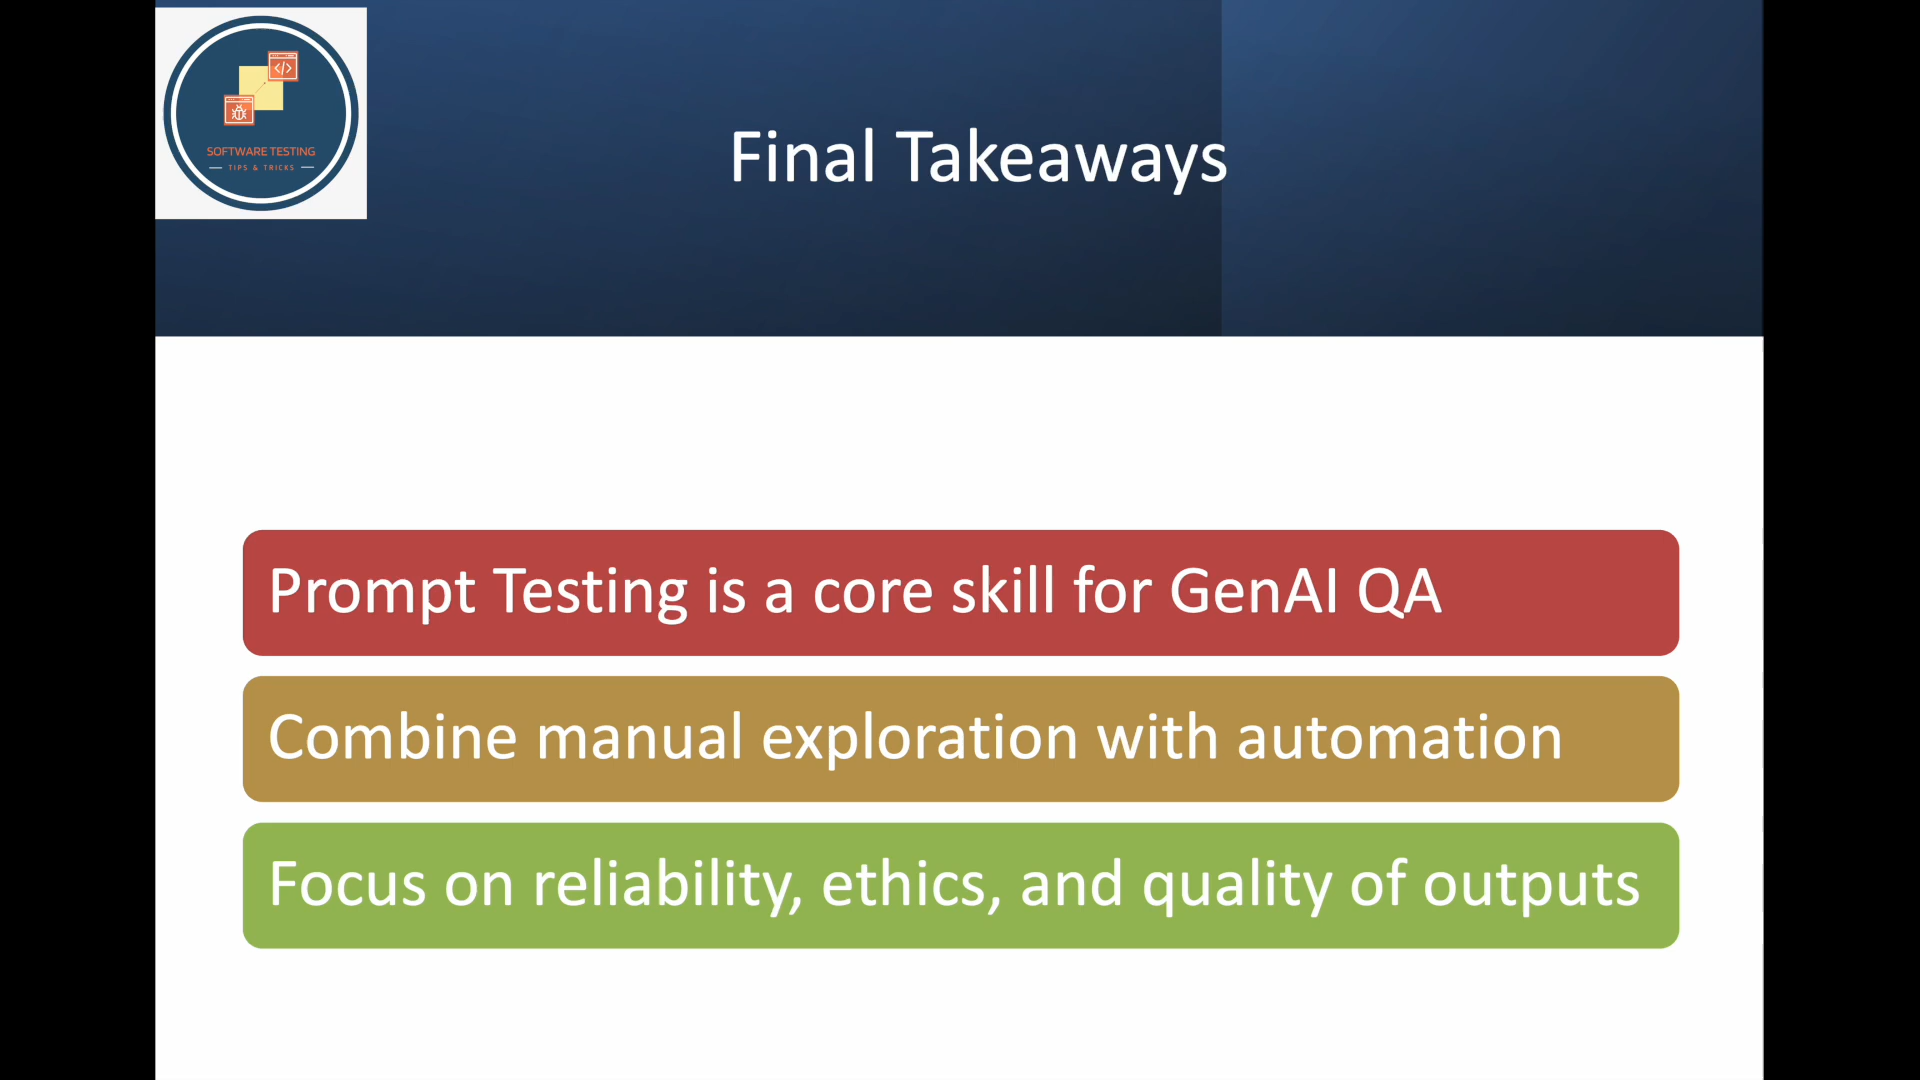 SOFTWARE TESTING
TIPS & TRICKS
Final Takeaways
Prompt Testing is a core skill for GenAI QA
Combine manual exploration with automation
Focus on reliability, ethics, and quality of outputs